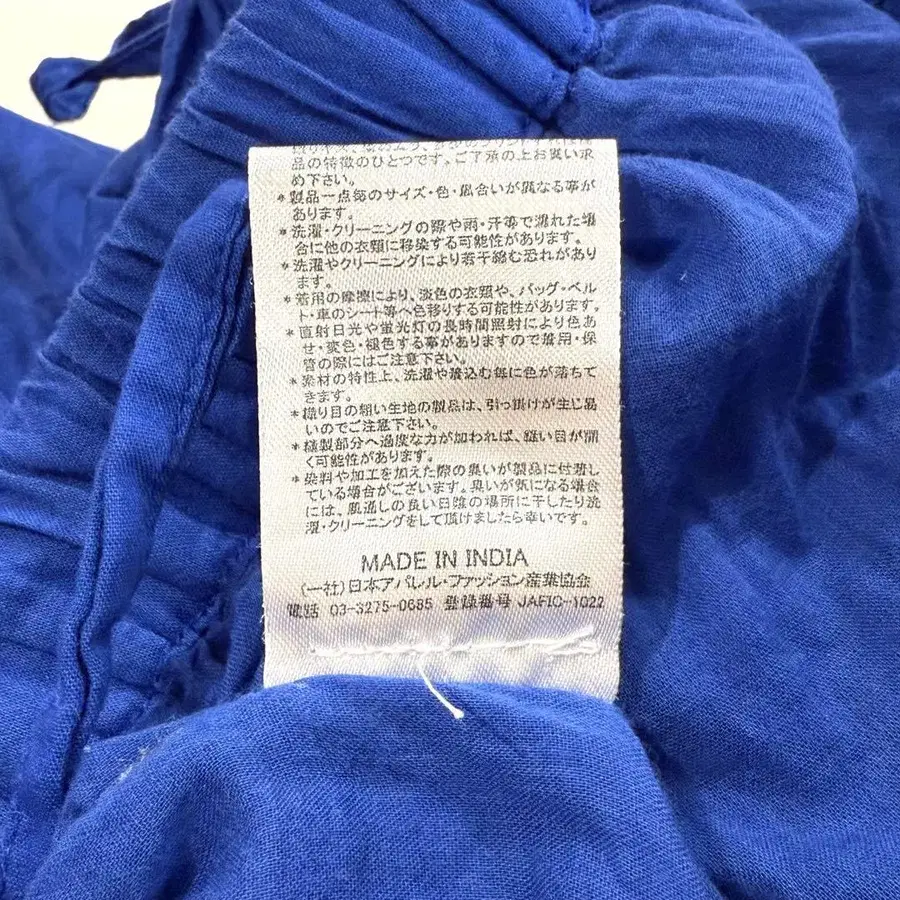 品の特徴のひとつです、ご了承の上お買い求
め下さい。
*製品一点毎のサイズ・色・風合いが異なる事が
あります。
*洗濯・クリーニングの際や雨・汗等で濡れた場
合に他の衣類に移染する可能性があります。
*洗濯やクリーニングにより若干縮む恐れがあり
ます。
*着用の摩擦により、淡色の衣類や、バッグ・ベル
ト・車のシート等へ色移りする可能性があります。
*直射日光や蛍光灯の長時間照射により色あ
せ・変色・褪色する事がありますので着用・保
管の際にはご注意下さい。
*素材の特性上、洗濯や着込む毎に色が落ちて
きます。
*織り目の粗い生地の製品は、引っ掛けが生じ易
いのでご注意下さい。
*縫製部分へ過度な力が加われば、縫い目が開
く可能性があります。
*染料や加工を加えた際の臭いが製品に付着し
ている場合がございます。臭いが気になる場合
には、風通しの良い日陰の場所に干したり洗
濯・クリーニングをして頂けましたら幸いです。
MADE IN INDIA
(一社)日本アパレル・ファッション産業協会
電話 03-3275-0685 登録番号 JAFIC-1022